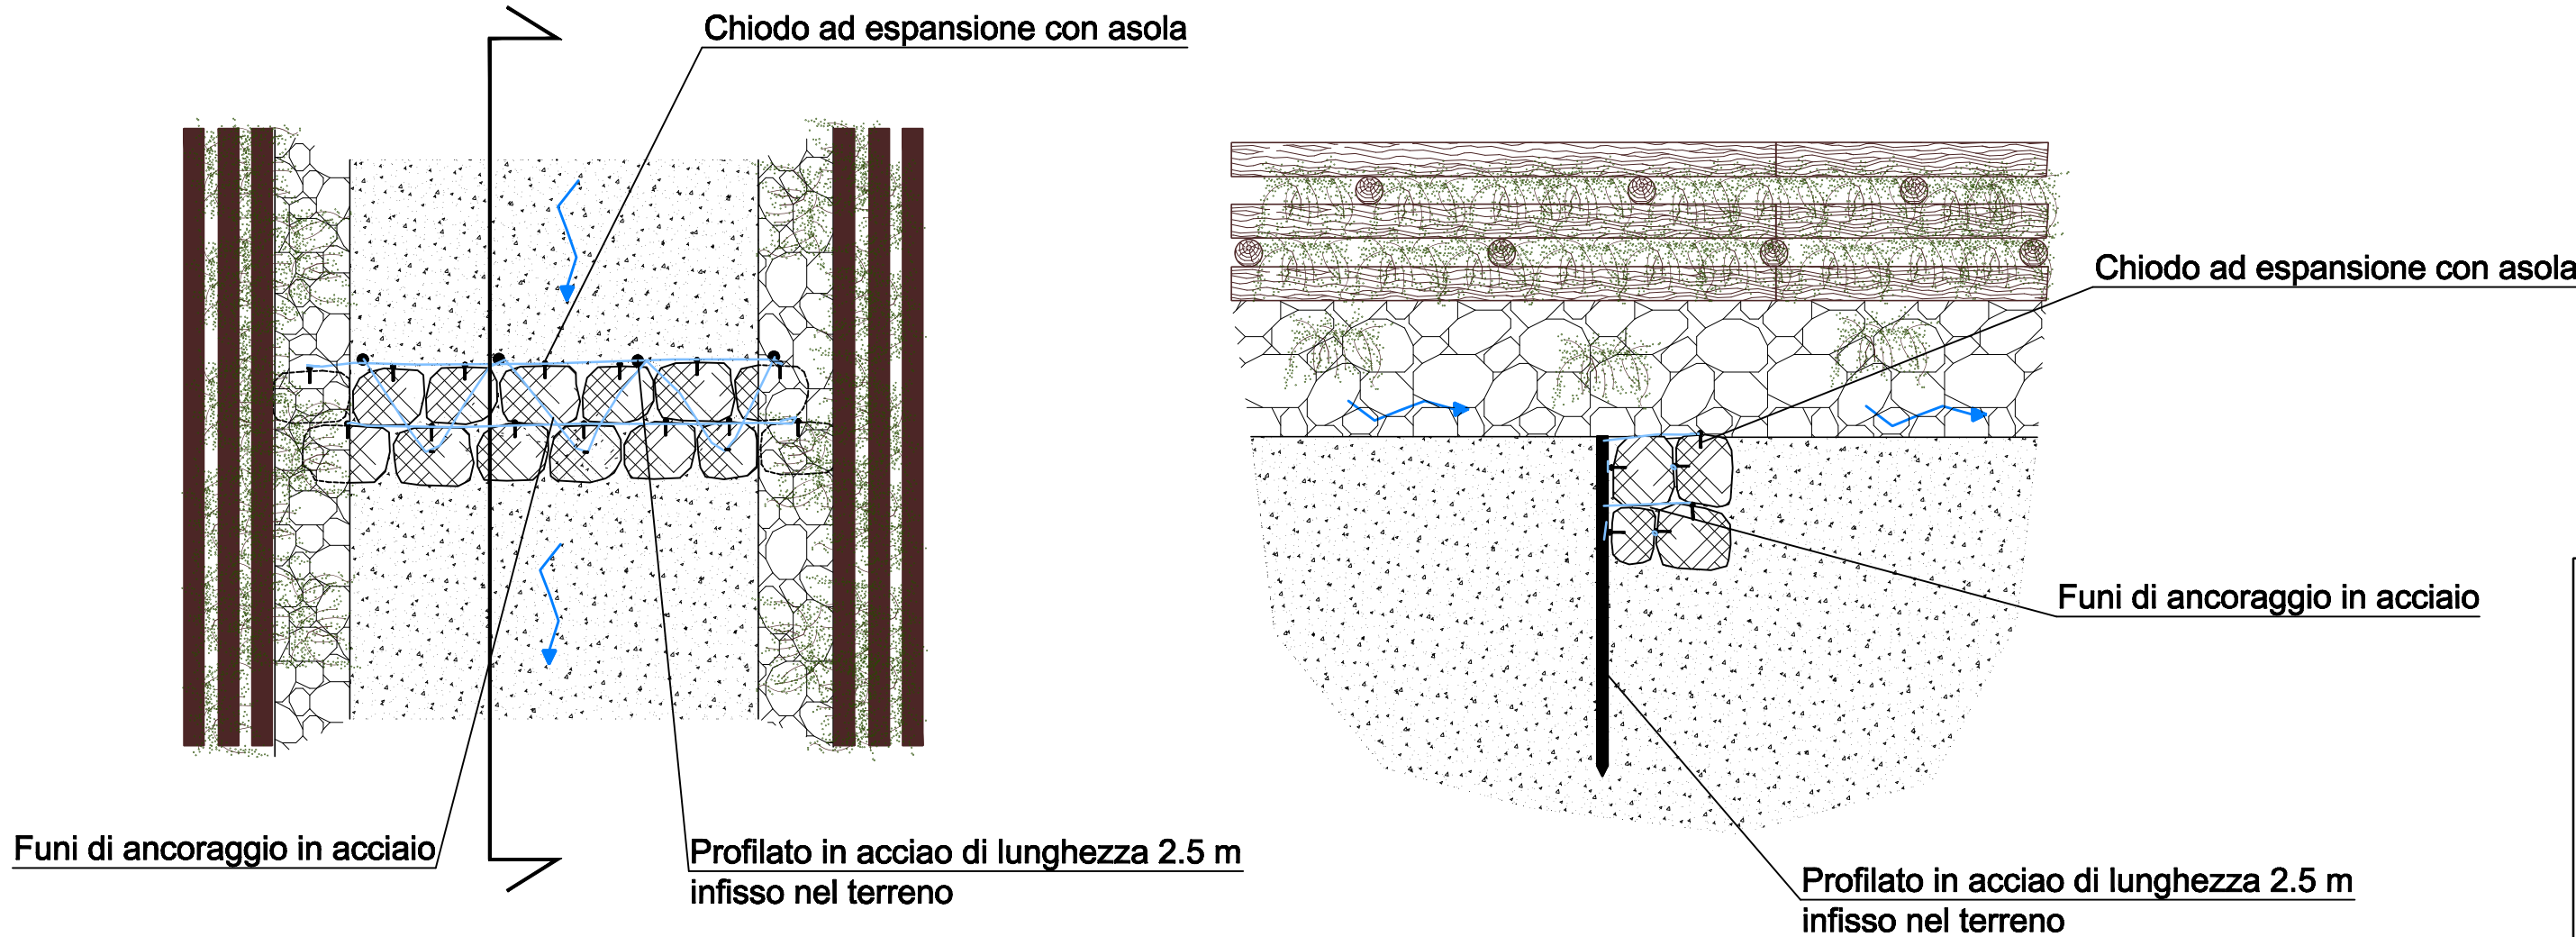 Chiodo ad espansione con asola
Funi di ancoraggio in acciaio
Profilato in acciao di lunghezza 2.5 m
infisso nel terreno
Chiodo ad espansione con asola
Funi di ancoraggio in acciaio
Profilato in acciao di lunghezza 2.5 m
infisso nel terreno